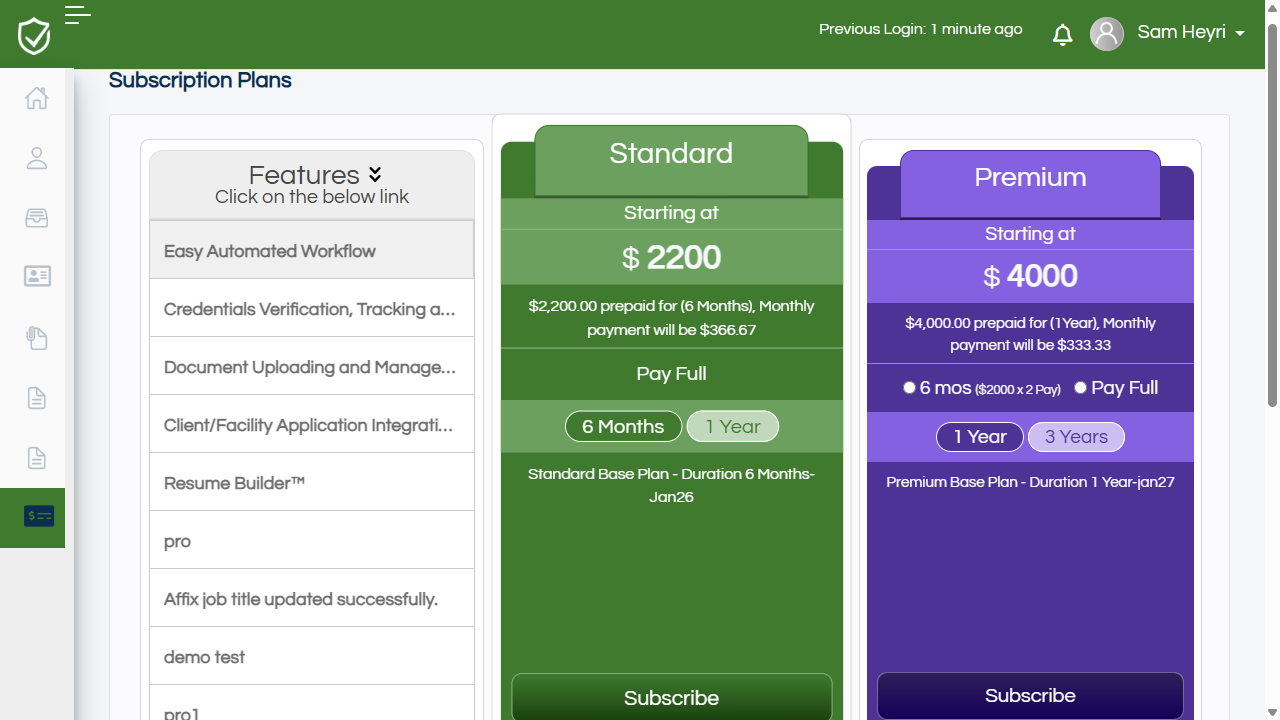 Previous Login: 1 minute ago
Sam Heyri
Subscription Plans
Features
Click on the below link
Easy Automated Workflow
Credentials Verification, Tracking a...
Document Uploading and Manage...
Client/Facility Application Integrati...
Resume Builder™
pro
Affix job title updated successfully.
demo test
pro1
Standard
Starting at
$ 2200
$2,200.00 prepaid for (6 Months), Monthly
payment will be $366.67
Pay Full
6 Months 1 Year
Standard Base Plan - Duration 6 Months-
Jan26
Subscribe
Premium
Starting at
$ 4000
$4,000.00 prepaid for (1Year), Monthly
payment will be $333.33
6 mos ($2000 x 2 Pay) Pay Full
1 Year 3 Years
Premium Base Plan - Duration 1 Year-jan27
Subscribe